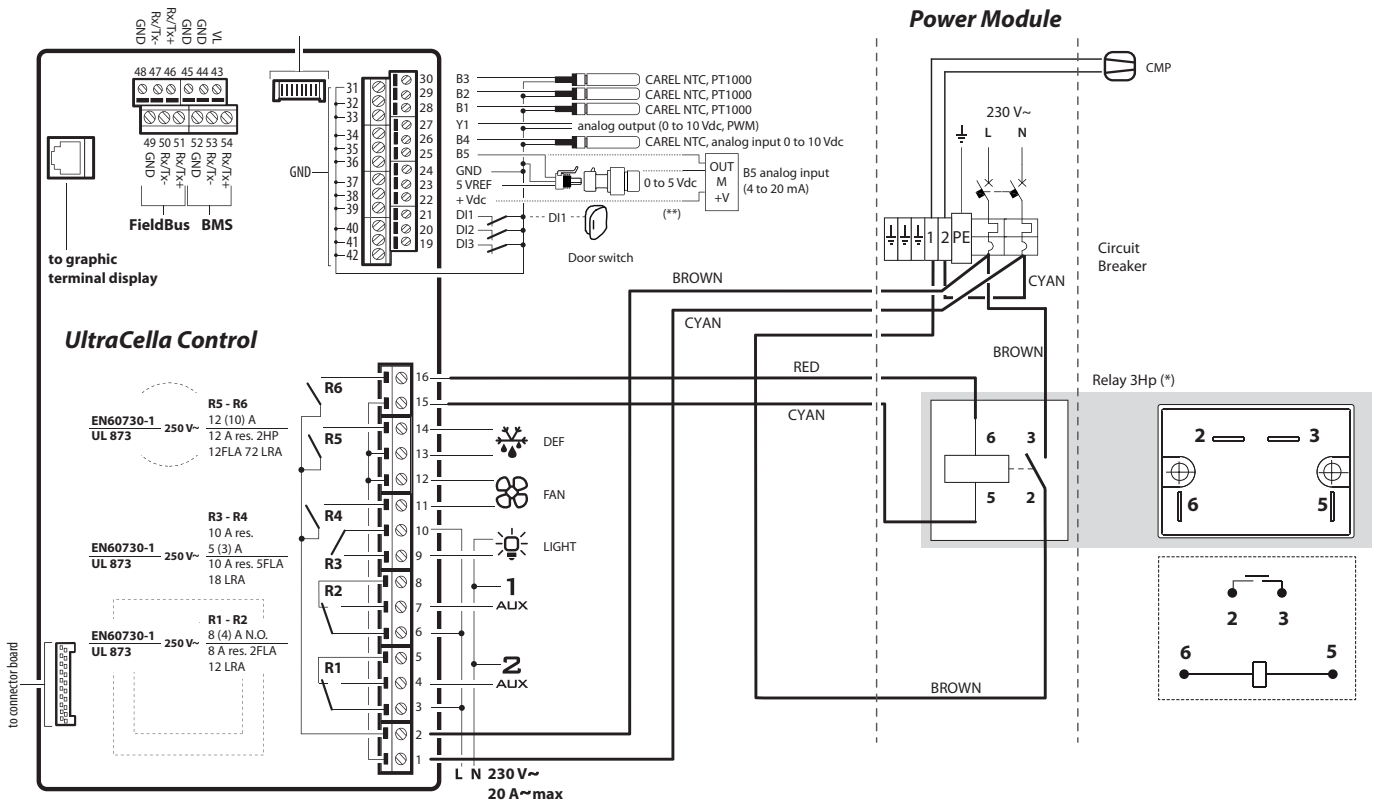 Power Module
GND
Rx/Tx-
Rx/Tx+
GND
GND
VL
48 47 46 45 44 43
49 50 51 52 53 54
GND
Rx/Tx-
Rx/Tx+
GND
Rx/Tx-
Rx/Tx+
FieldBus BMS
to graphic
terminal display
GND
31
32
33
34
35
36
37
38
39
40
41
42
30
29
28
27
26
25
24
23
22
21
20
19
B3
B2
B1
Y1
B4
B5
GND
5 VREF
+ Vdc
DI1
DI2
DI3
CAREL NTC, PT1000
CAREL NTC, PT1000
CAREL NTC, PT1000
analog output (0 to 10 Vdc, PWM)
CAREL NTC, analog input 0 to 10 Vdc
0 to 5 Vdc
OUT
M
+V
B5 analog input
(4 to 20 mA)
(**)
DI1
Door switch
CMP
230 V~
L N
1 2 PE
Circuit
Breaker
BROWN
CYAN
CYAN
BROWN
RED
CYAN
BROWN
Relay 3Hp (*)
6 3
5 2
2 3
6 5
2 3
6 5
UltraCella Control
R5 - R6
EN60730-1
UL 873
250 V~
12 (10) A
12 A res. 2HP
12FLA 72 LRA
R3 - R4
10 A res.
EN60730-1
UL 873
250 V~
5 (3) A
10 A res. 5FLA
18 LRA
R1 - R2
EN60730-1
UL 873
250 V~
8 (4) A N.O.
8 A res. 2FLA
12 LRA
R6
R5
R4
R3
R2
R1
16
15
14
13
12
11
10
9
8
7
6
5
4
3
2
1
DEF
FAN
LIGHT
1
AUX
2
AUX
L N 230 V~
20 A~max
to connector board